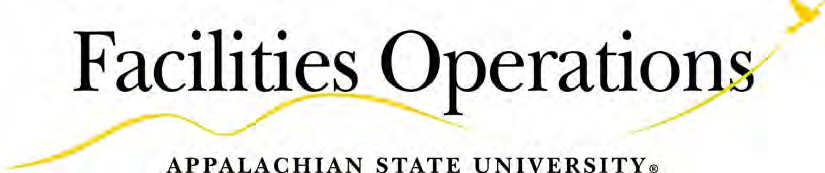 Facilities Operations
APPALACHIAN STATE UNIVERSITY®